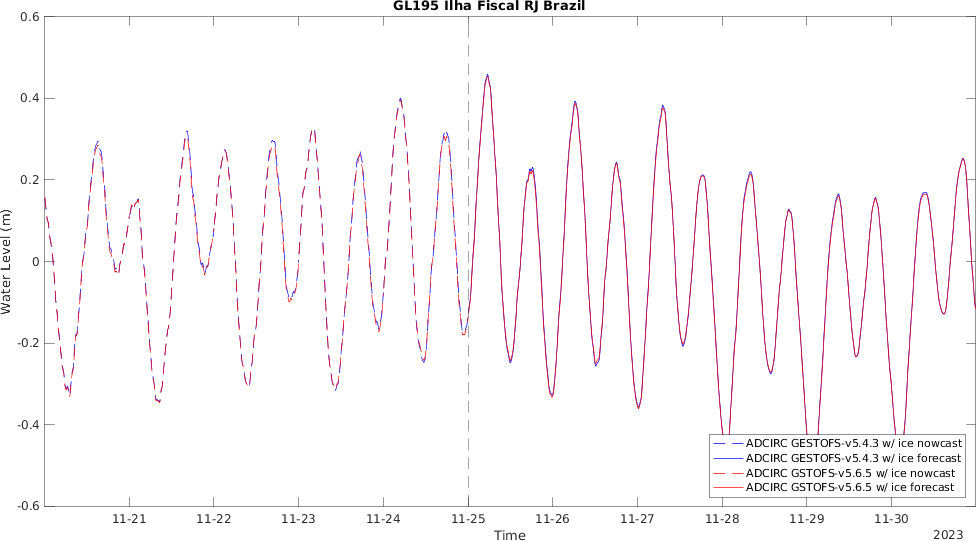 GL195 Ilha Fiscal RJ Brazil
0.6
0.4
0.2
0
-0.2
-0.4
-0.6
Water Level (m)
ADCIRC GESTOFS-v5.4.3 w/ ice nowcast
ADCIRC GESTOFS-v5.4.3 w/ ice forecast
ADCIRC GSTOFS-v5.6.5 w/ ice nowcast
ADCIRC GSTOFS-v5.6.5 w/ ice forecast
11-21 11-22 11-23 11-24 11-25 11-26 11-27 11-28 11-29 11-30
Time
2023